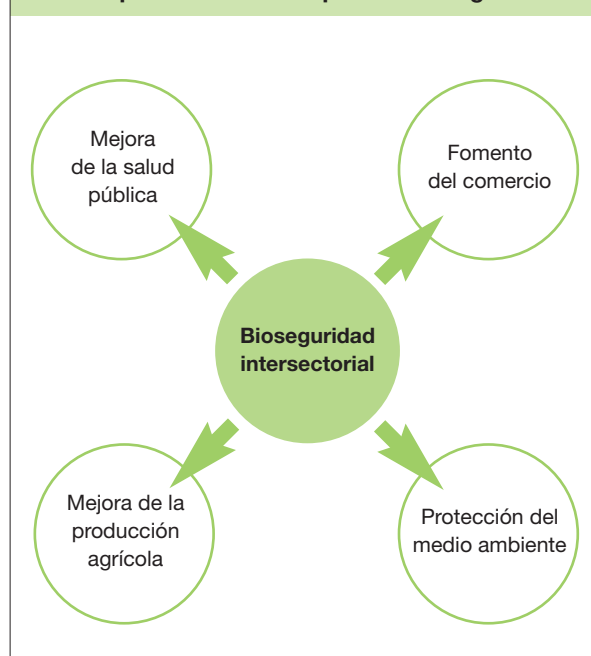 Mejora
de la salud
pública
Fomento
del comercio
Bioseguridad
intersectorial
Mejora de la
producción
agrícola
Protección del
medio ambiente